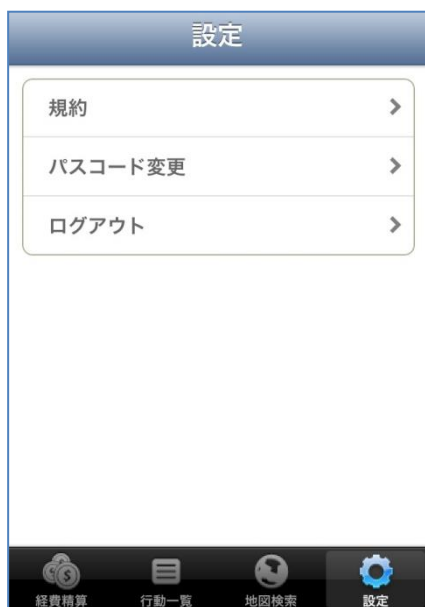 設定
規約
パスコード変更
ログアウト
経費精算 行動一覧 地図検索 設定